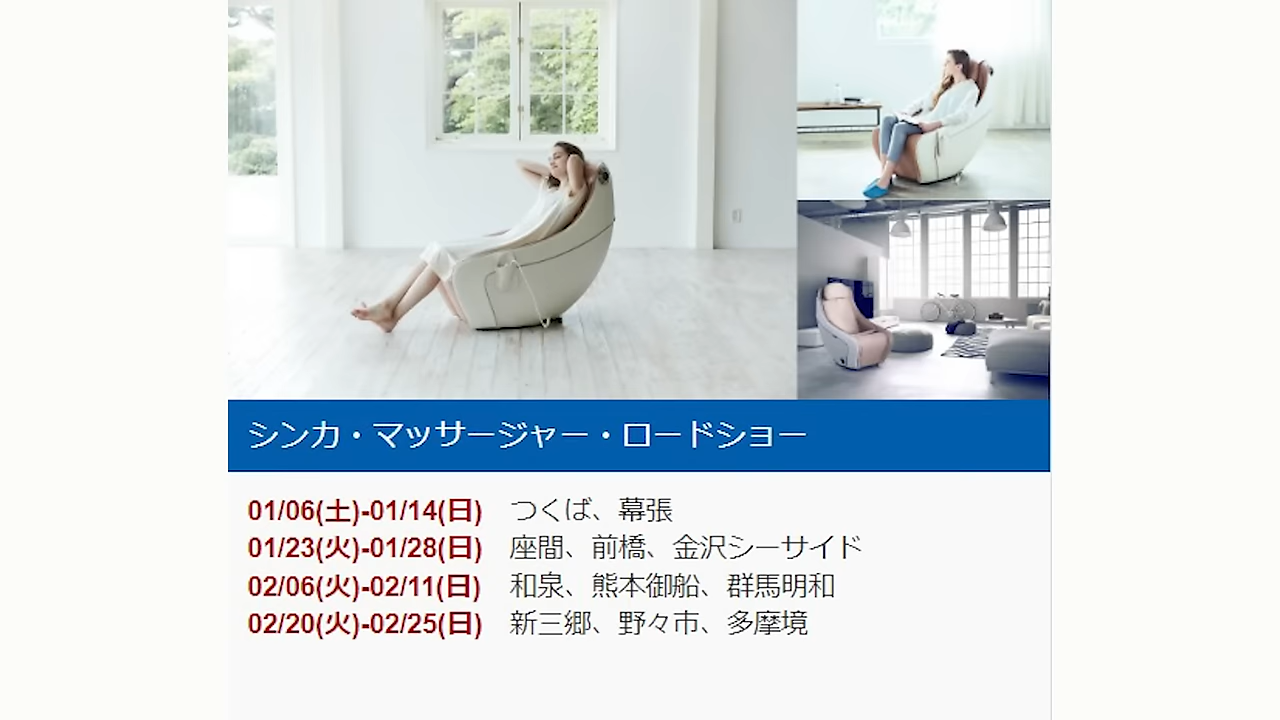 シンカ・マッサージャー・ロードショー
01/06(土)-01/14(日) つくば、幕張
01/23(火)-01/28(日) 座間、前橋、金沢シーサイド
02/06(火)-02/11(日) 和泉、熊本御船、群馬明和
02/20(火)-02/25(日) 新三郷、野々市、多摩境